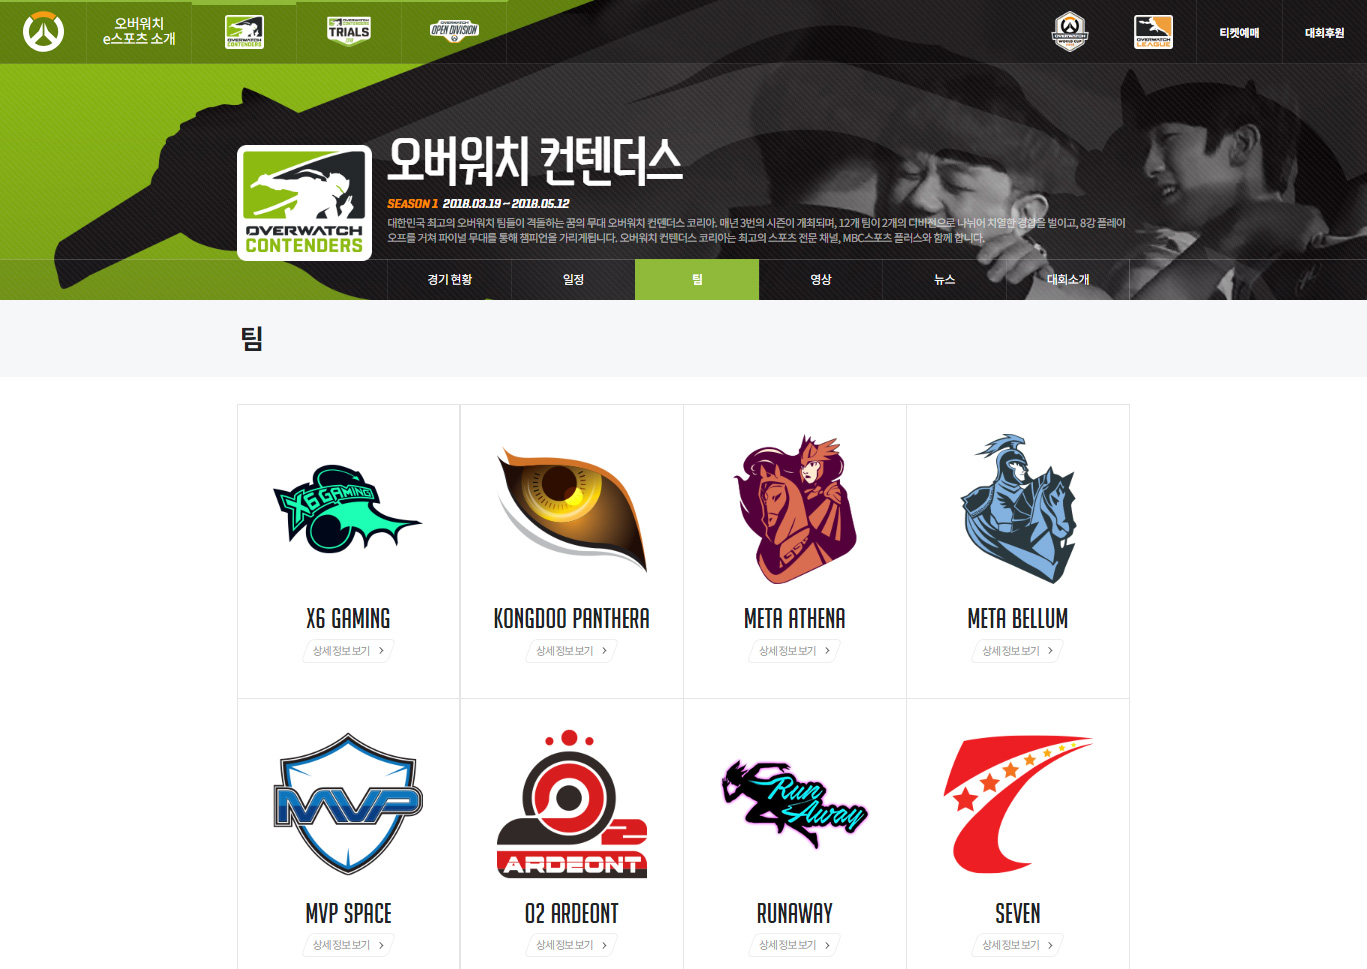 오버워치
e스포츠 소개
OVERWATCH
CONTENDERS
OVERWATCH
CONTENDERS
TRIALS
OVERWATCH
OPEN DIVISION
OVERWATCH
WORLD CUP
OVERWATCH
LEAGUE
티켓예매
대회후원
OVERWATCH
CONTENDERS
오버워치 컨텐더스
SEASON 1 2018.03.19 ~ 2018.05.12
대한민국 최고의 오버워치 팀들이 격돌하는 꿈의 무대 오버워치 컨텐더스 코리아. 매년 3번의 시즌이 개최되며, 12개 팀이 2개의 디비전으로 나뉘어 치열한 경합을 벌이고, 8강 플레이
오프를 거쳐 파이널 무대를 통해 챔피언을 가리게됩니다. 오버워치 컨텐더스 코리아는 최고의 스포츠 전문 채널, MBC스포츠 플러스와 함께 합니다.
경기 현황
일정
팀
영상
뉴스
대회소개
팀
X6 GAMING
X6 GAMING
상세정보보기
KONGDOO PANTHERA
상세정보보기
META ATHENA
상세정보보기
META BELLUM
상세정보보기
MVP
MVP SPACE
상세정보보기
O2
ARDEONT
O2 ARDEONT
상세정보보기
Run
Away
RUNAWAY
상세정보보기
SEVEN
상세정보보기